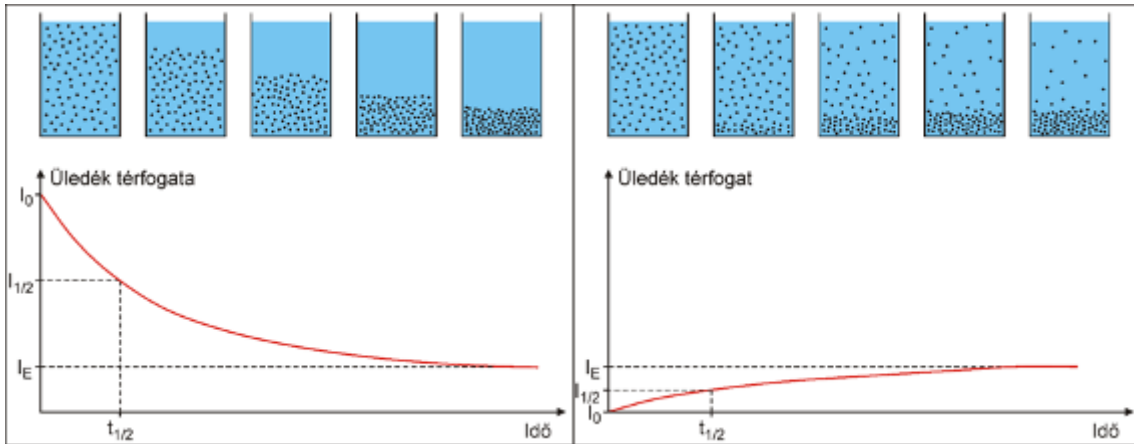 Üledék térfogata
I0
I1/2
IE
t1/2
Idő
Üledék térfogat
IE
I1/2
I0
t1/2
Idő